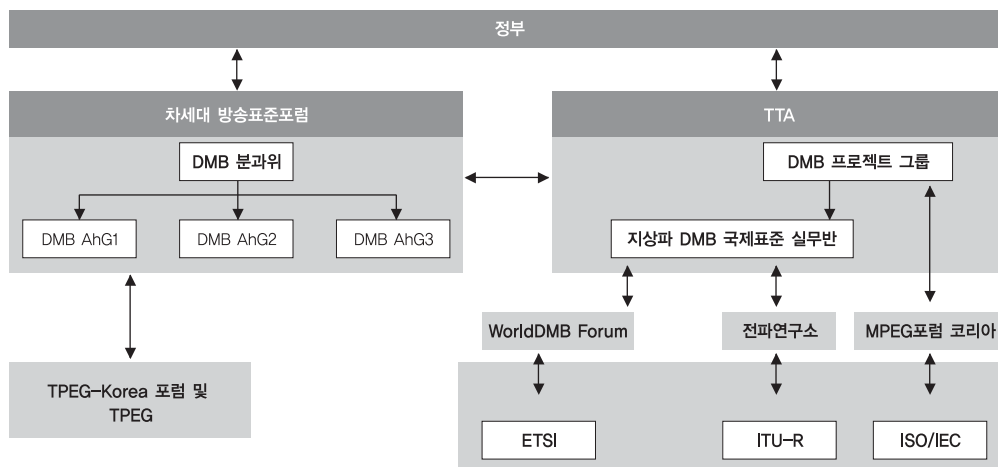 정부
차세대 방송표준포럼
TTA
DMB 분과위
DMB 프로젝트 그룹
DMB AhG1
DMB AhG2
DMB AhG3
지상파 DMB 국제표준 실무반
WorldDMB Forum
전파연구소
MPEG포럼 코리아
TPEG-Korea 포럼 및
TPEG
ETSI
ITU-R
ISO/IEC